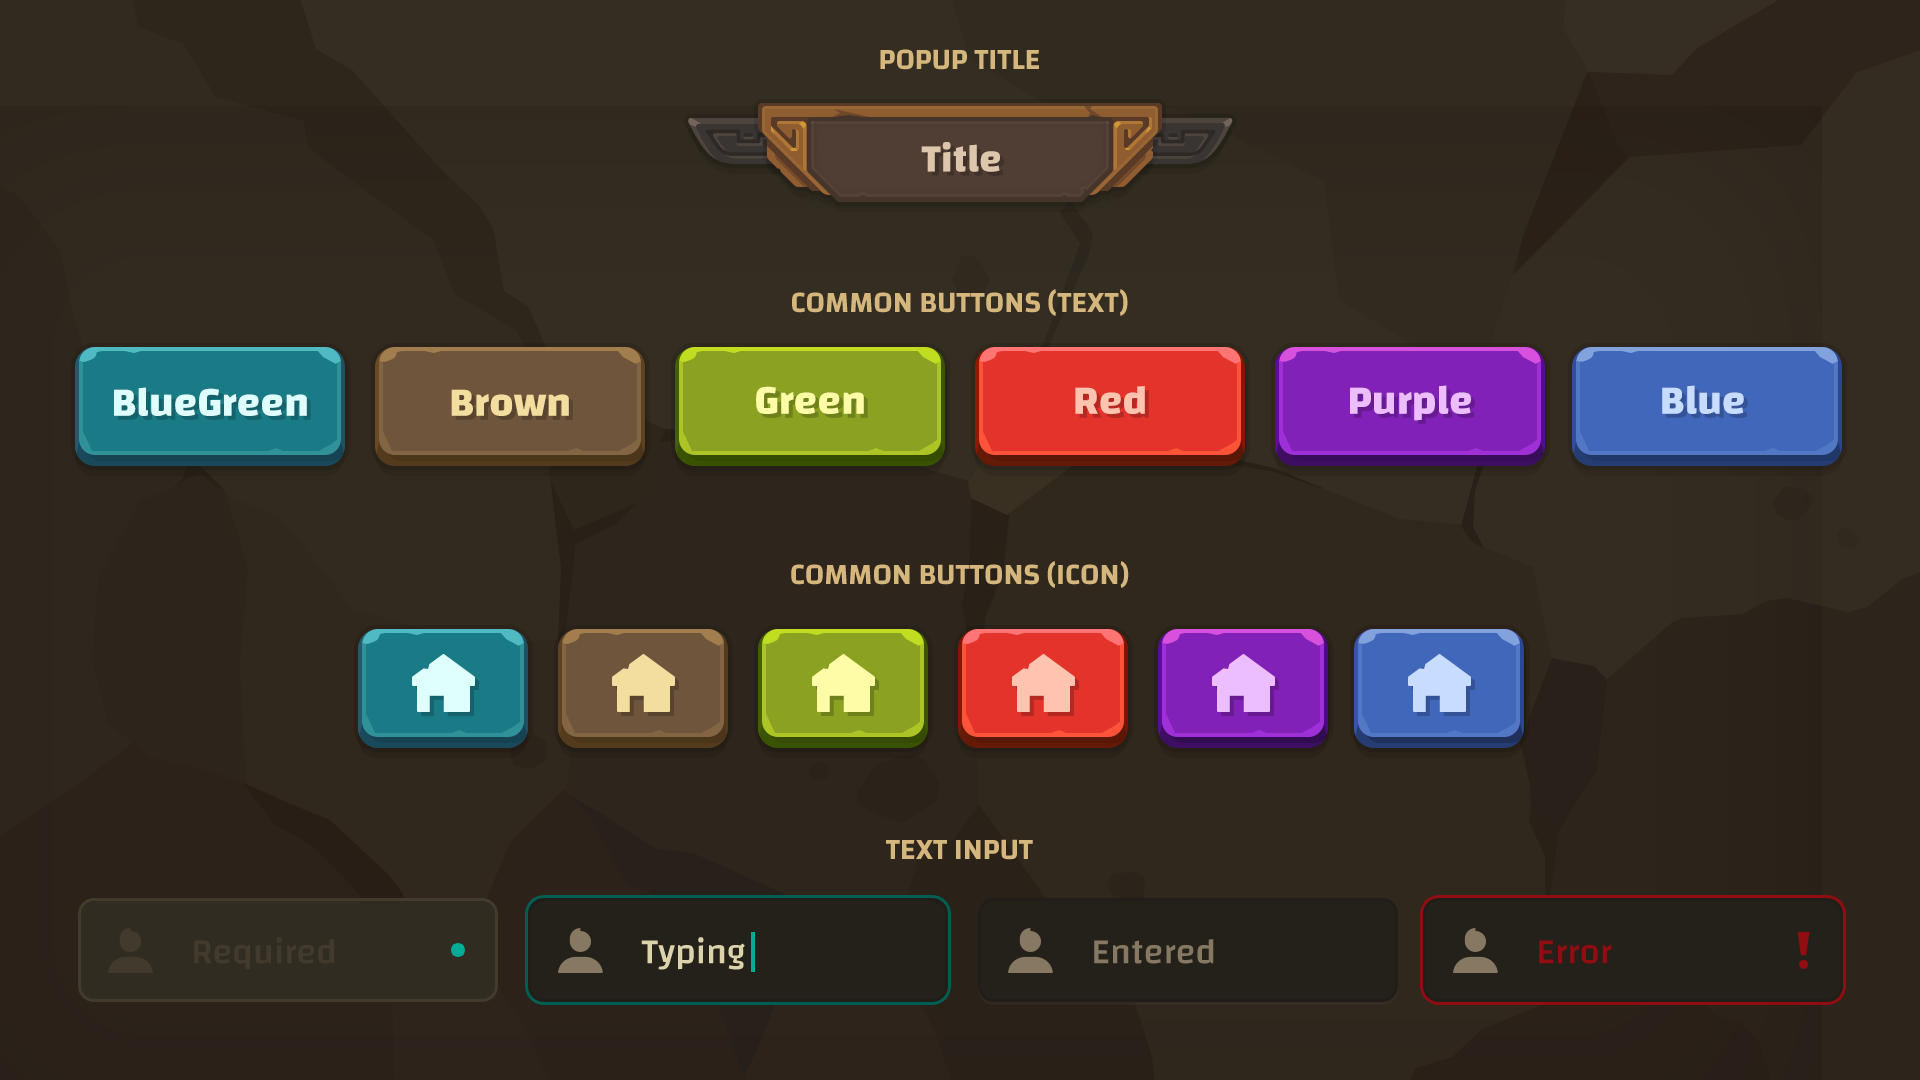 POPUP TITLE
Title
COMMON BUTTONS (TEXT)
BlueGreen
Brown
Green
Red
Purple
Blue
COMMON BUTTONS (ICON)
TEXT INPUT
Required
Typing
Entered
Error
!